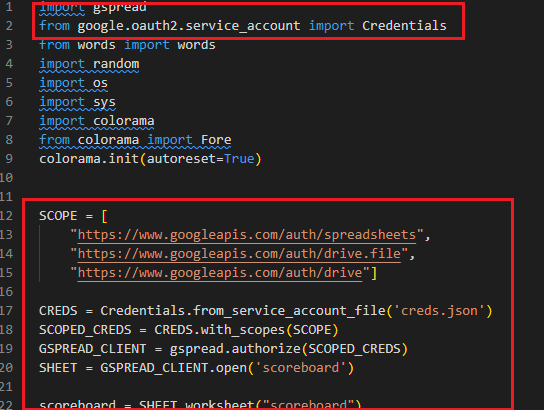 1 import gspread
2 from google.oauth2.service_account import Credentials
3 from words import words
4 import random
5 import os
6 import sys
7 import colorama
8 from colorama import Fore
9 colorama.init(autoreset=True)
10
11
12 SCOPE = [
13 "https://www.googleapis.com/auth/spreadsheets",
14 "https://www.googleapis.com/auth/drive.file",
15 "https://www.googleapis.com/auth/drive"]
16
17 CREDS = Credentials.from_service_account_file('creds.json')
18 SCOPED_CREDS = CREDS.with_scopes(SCOPE)
19 GSPREAD_CLIENT = gspread.authorize(SCOPED_CREDS)
20 SHEET = GSPREAD_CLIENT.open('scoreboard')
21
22 scoreboard = SHEET.worksheet("scoreboard")